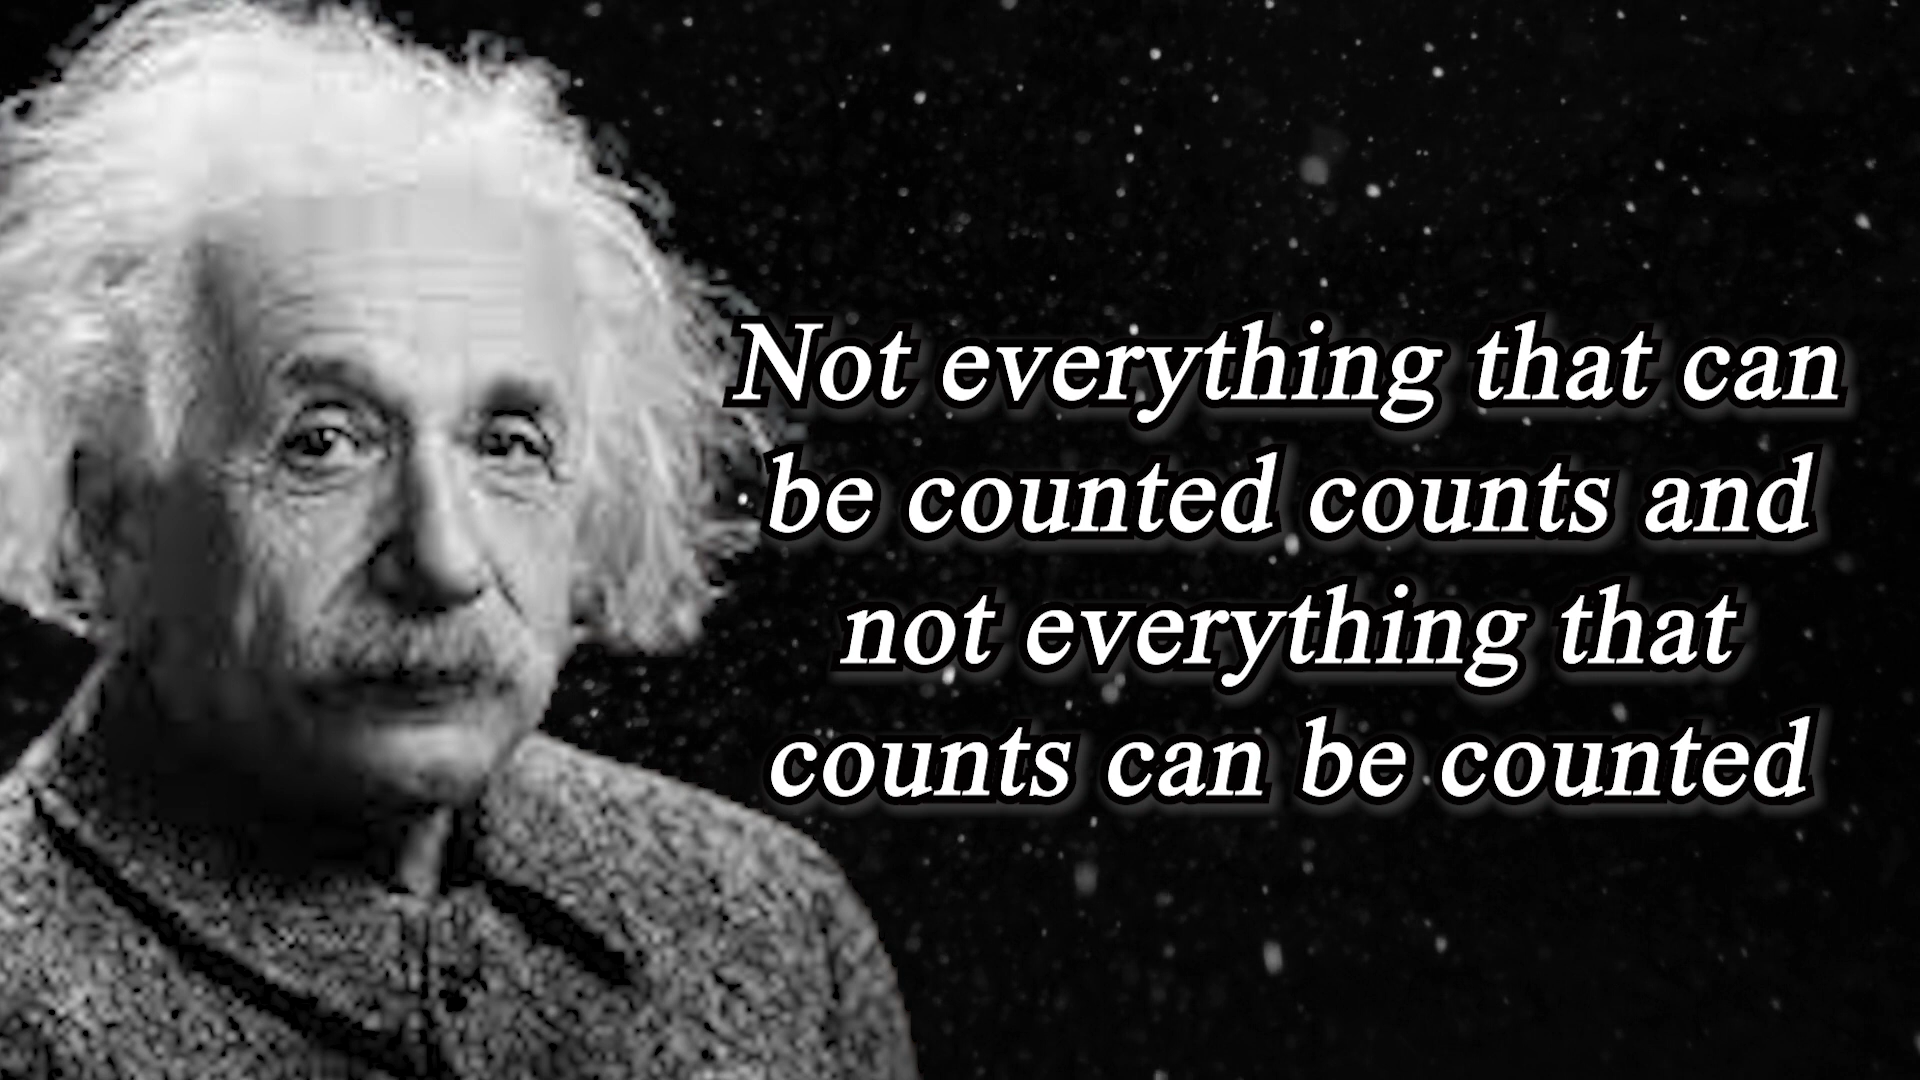 Not everything that can
be counted counts and
not everything that
counts can be counted